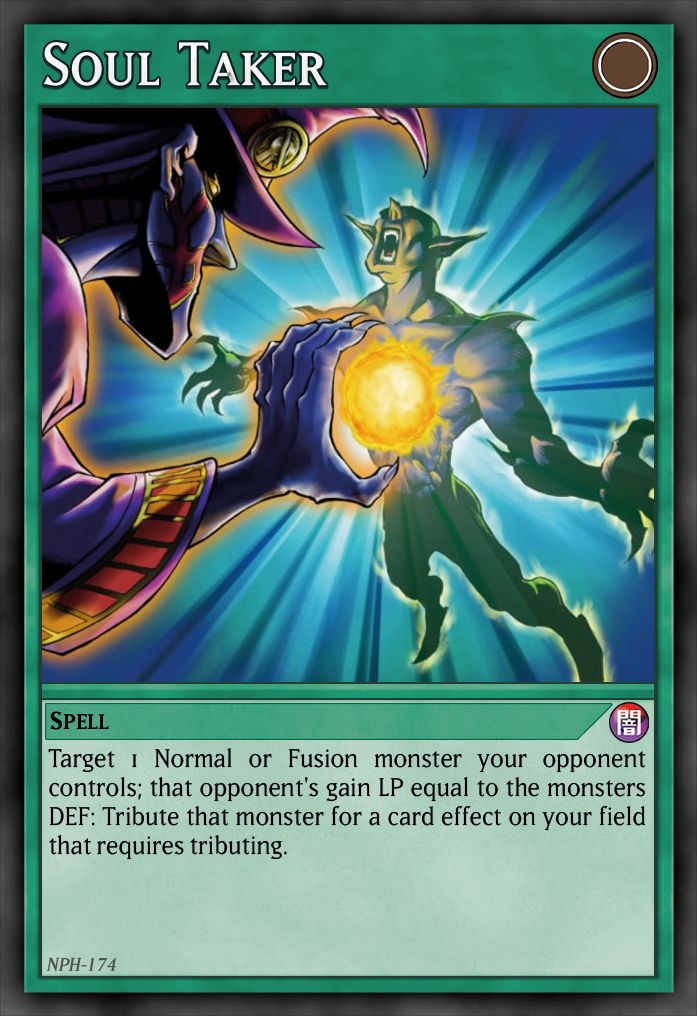 Soul Taker
Spell
闇
Target 1 Normal or Fusion monster your opponent
controls; that opponent's gain LP equal to the monsters
DEF: Tribute that monster for a card effect on your field
that requires tributing.
NPH-174